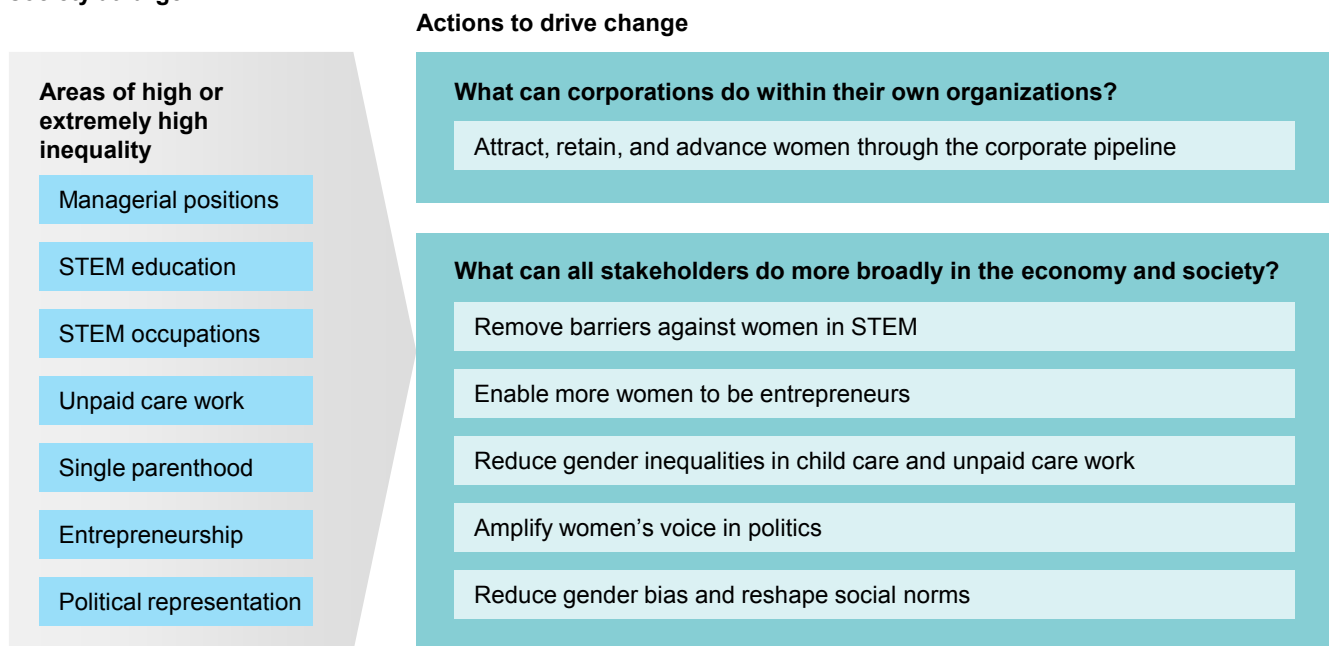 Actions to drive change
Areas of high or
extremely high
inequality
Managerial positions
STEM education
STEM occupations
Unpaid care work
Single parenthood
Entrepreneurship
Political representation
What can corporations do within their own organizations?
Attract, retain, and advance women through the corporate pipeline
What can all stakeholders do more broadly in the economy and society?
Remove barriers against women in STEM
Enable more women to be entrepreneurs
Reduce gender inequalities in child care and unpaid care work
Amplify women’s voice in politics
Reduce gender bias and reshape social norms